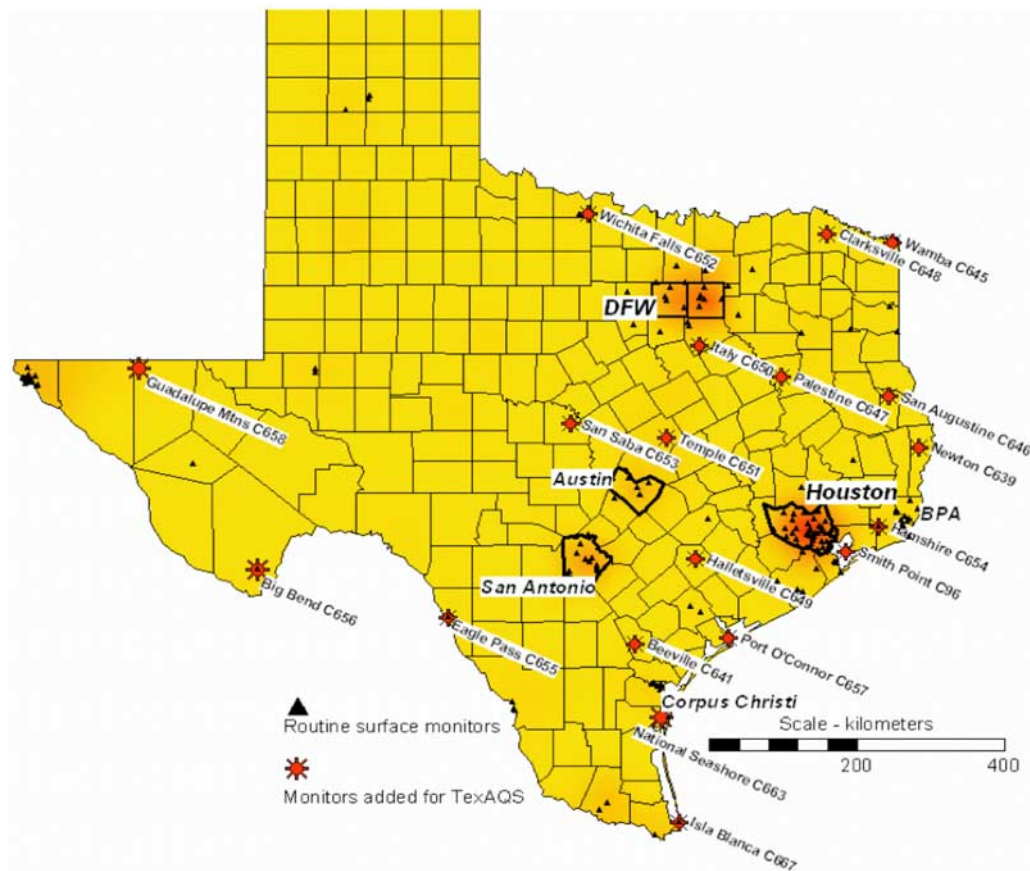 Wichita Falls C652
Clarksville C648
Wamba C645
DFW
Italy C650
Palestine C647
San Augustine C646
Guadalupe Mtns C658
San Saba C653
Temple C651
Newton C639
Austin
Houston
BPA
Hamshire C654
Smith Point C96
San Antonio
Halletsville C649
Big Bend C656
Eagle Pass C655
Beeville C641
Port O'Connor C657
Corpus Christi
Routine surface monitors
National Seashore C663
Scale - kilometers
200
400
Monitors added for TexAQS
Isla Blanca C667